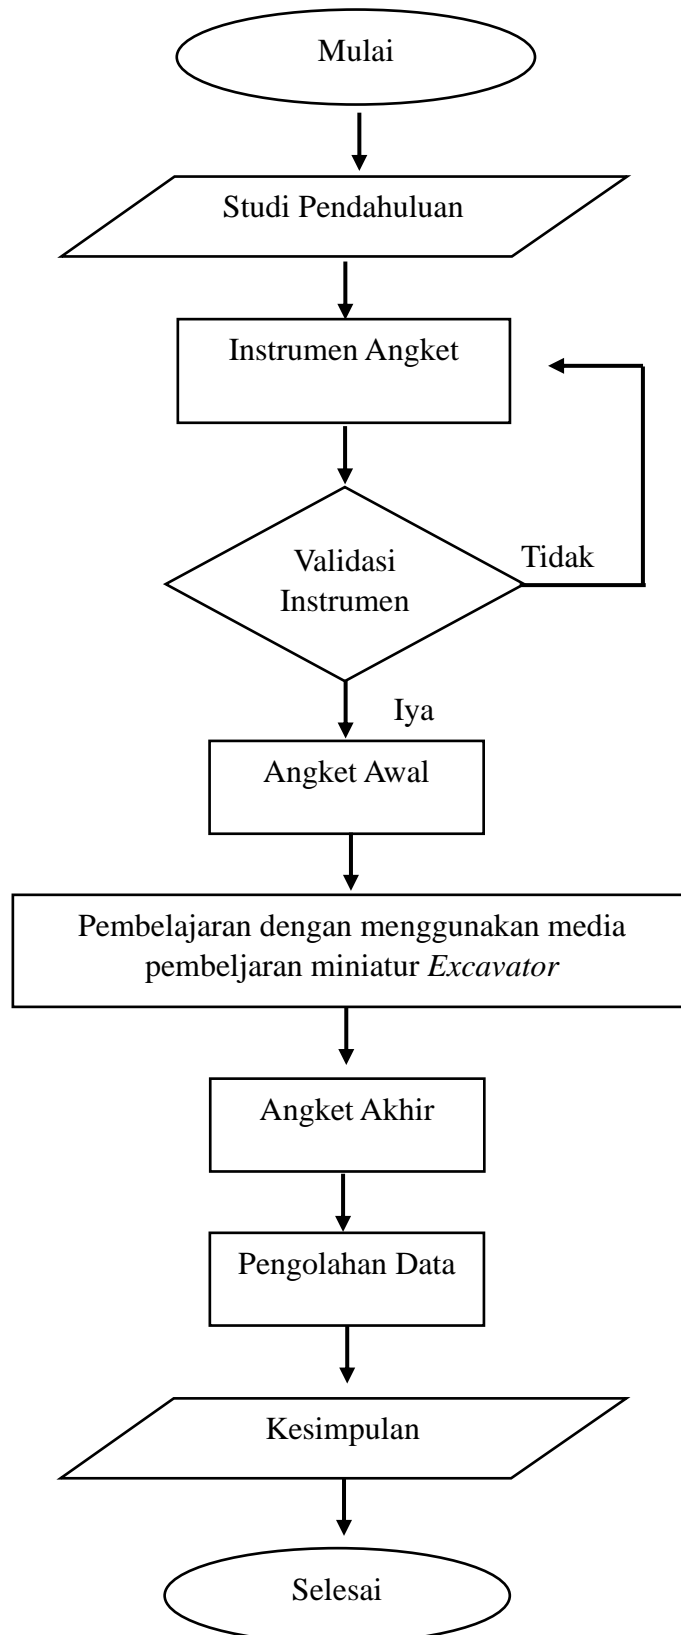 Mulai
Studi Pendahuluan
Instrumen Angket
Validasi
Instrumen
Tidak
Iya
Angket Awal
Pembelajaran dengan menggunakan media
pembeljaran miniatur Excavator
Angket Akhir
Pengolahan Data
Kesimpulan
Selesai